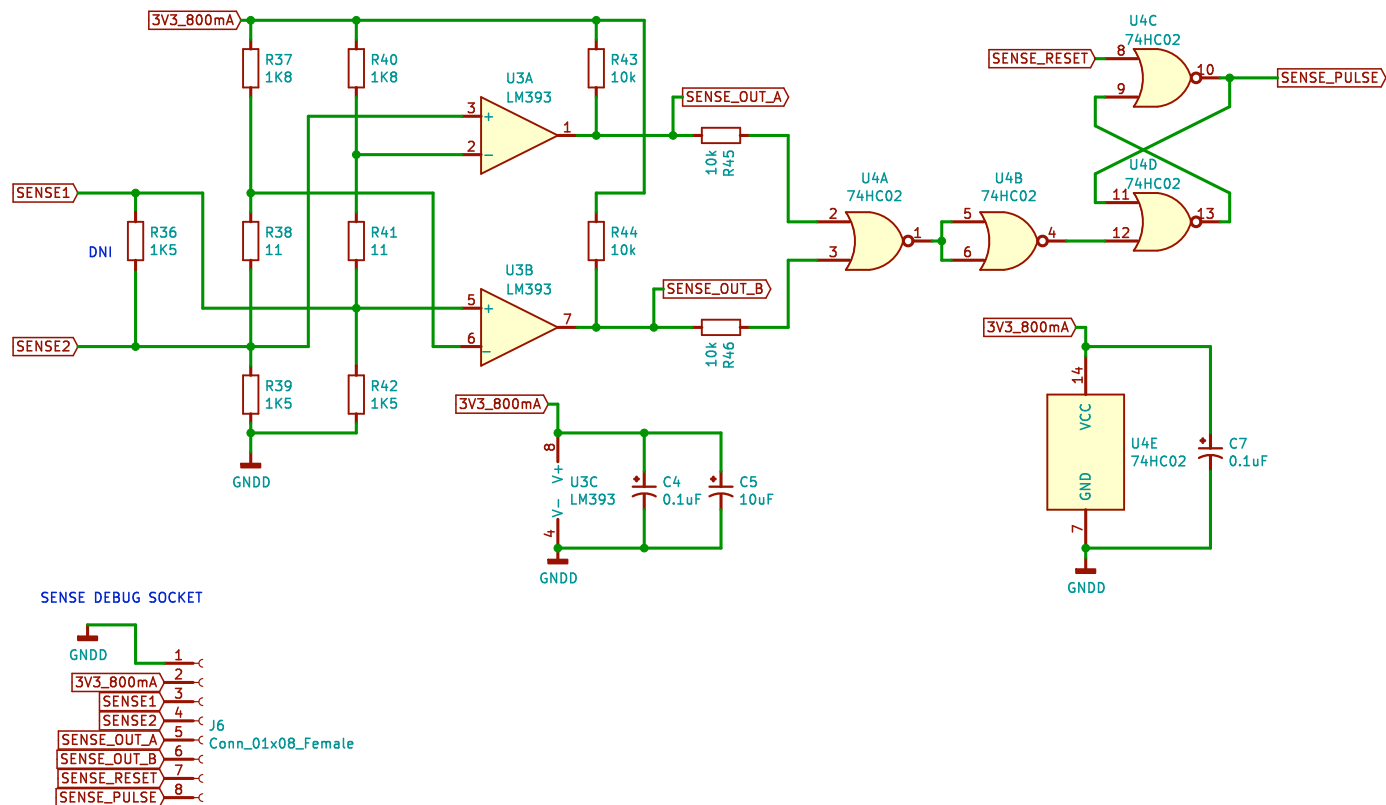 3V3_800mA
R37
1K8
R40
1K8
R43
10k
U3A
LM393
3
+
2
-
1
SENSE_OUT_A
10k
R45
SENSE1
R36
1K5
DNI
R38
11
R41
11
R44
10k
SENSE2
U3B
LM393
5
+
6
-
7
SENSE_OUT_B
10k
R46
R39
1K5
R42
1K5
GNDD
U4A
74HC02
2
3
1
U4B
74HC02
5
6
4
U4C
74HC02
SENSE_RESET
8
9
10
SENSE_PULSE
U4D
74HC02
11
12
13
3V3_800mA
8
V+
V-
4
U3C
LM393
C4
0.1uF
C5
10uF
GNDD
3V3_800mA
14
VCC
GND
7
U4E
74HC02
C7
0.1uF
GNDD
SENSE DEBUG SOCKET
GNDD
1
3V3_800mA 2
SENSE1 3
SENSE2 4
SENSE_OUT_A 5
SENSE_OUT_B 6
SENSE_RESET 7
SENSE_PULSE 8
J6
Conn_01x08_Female